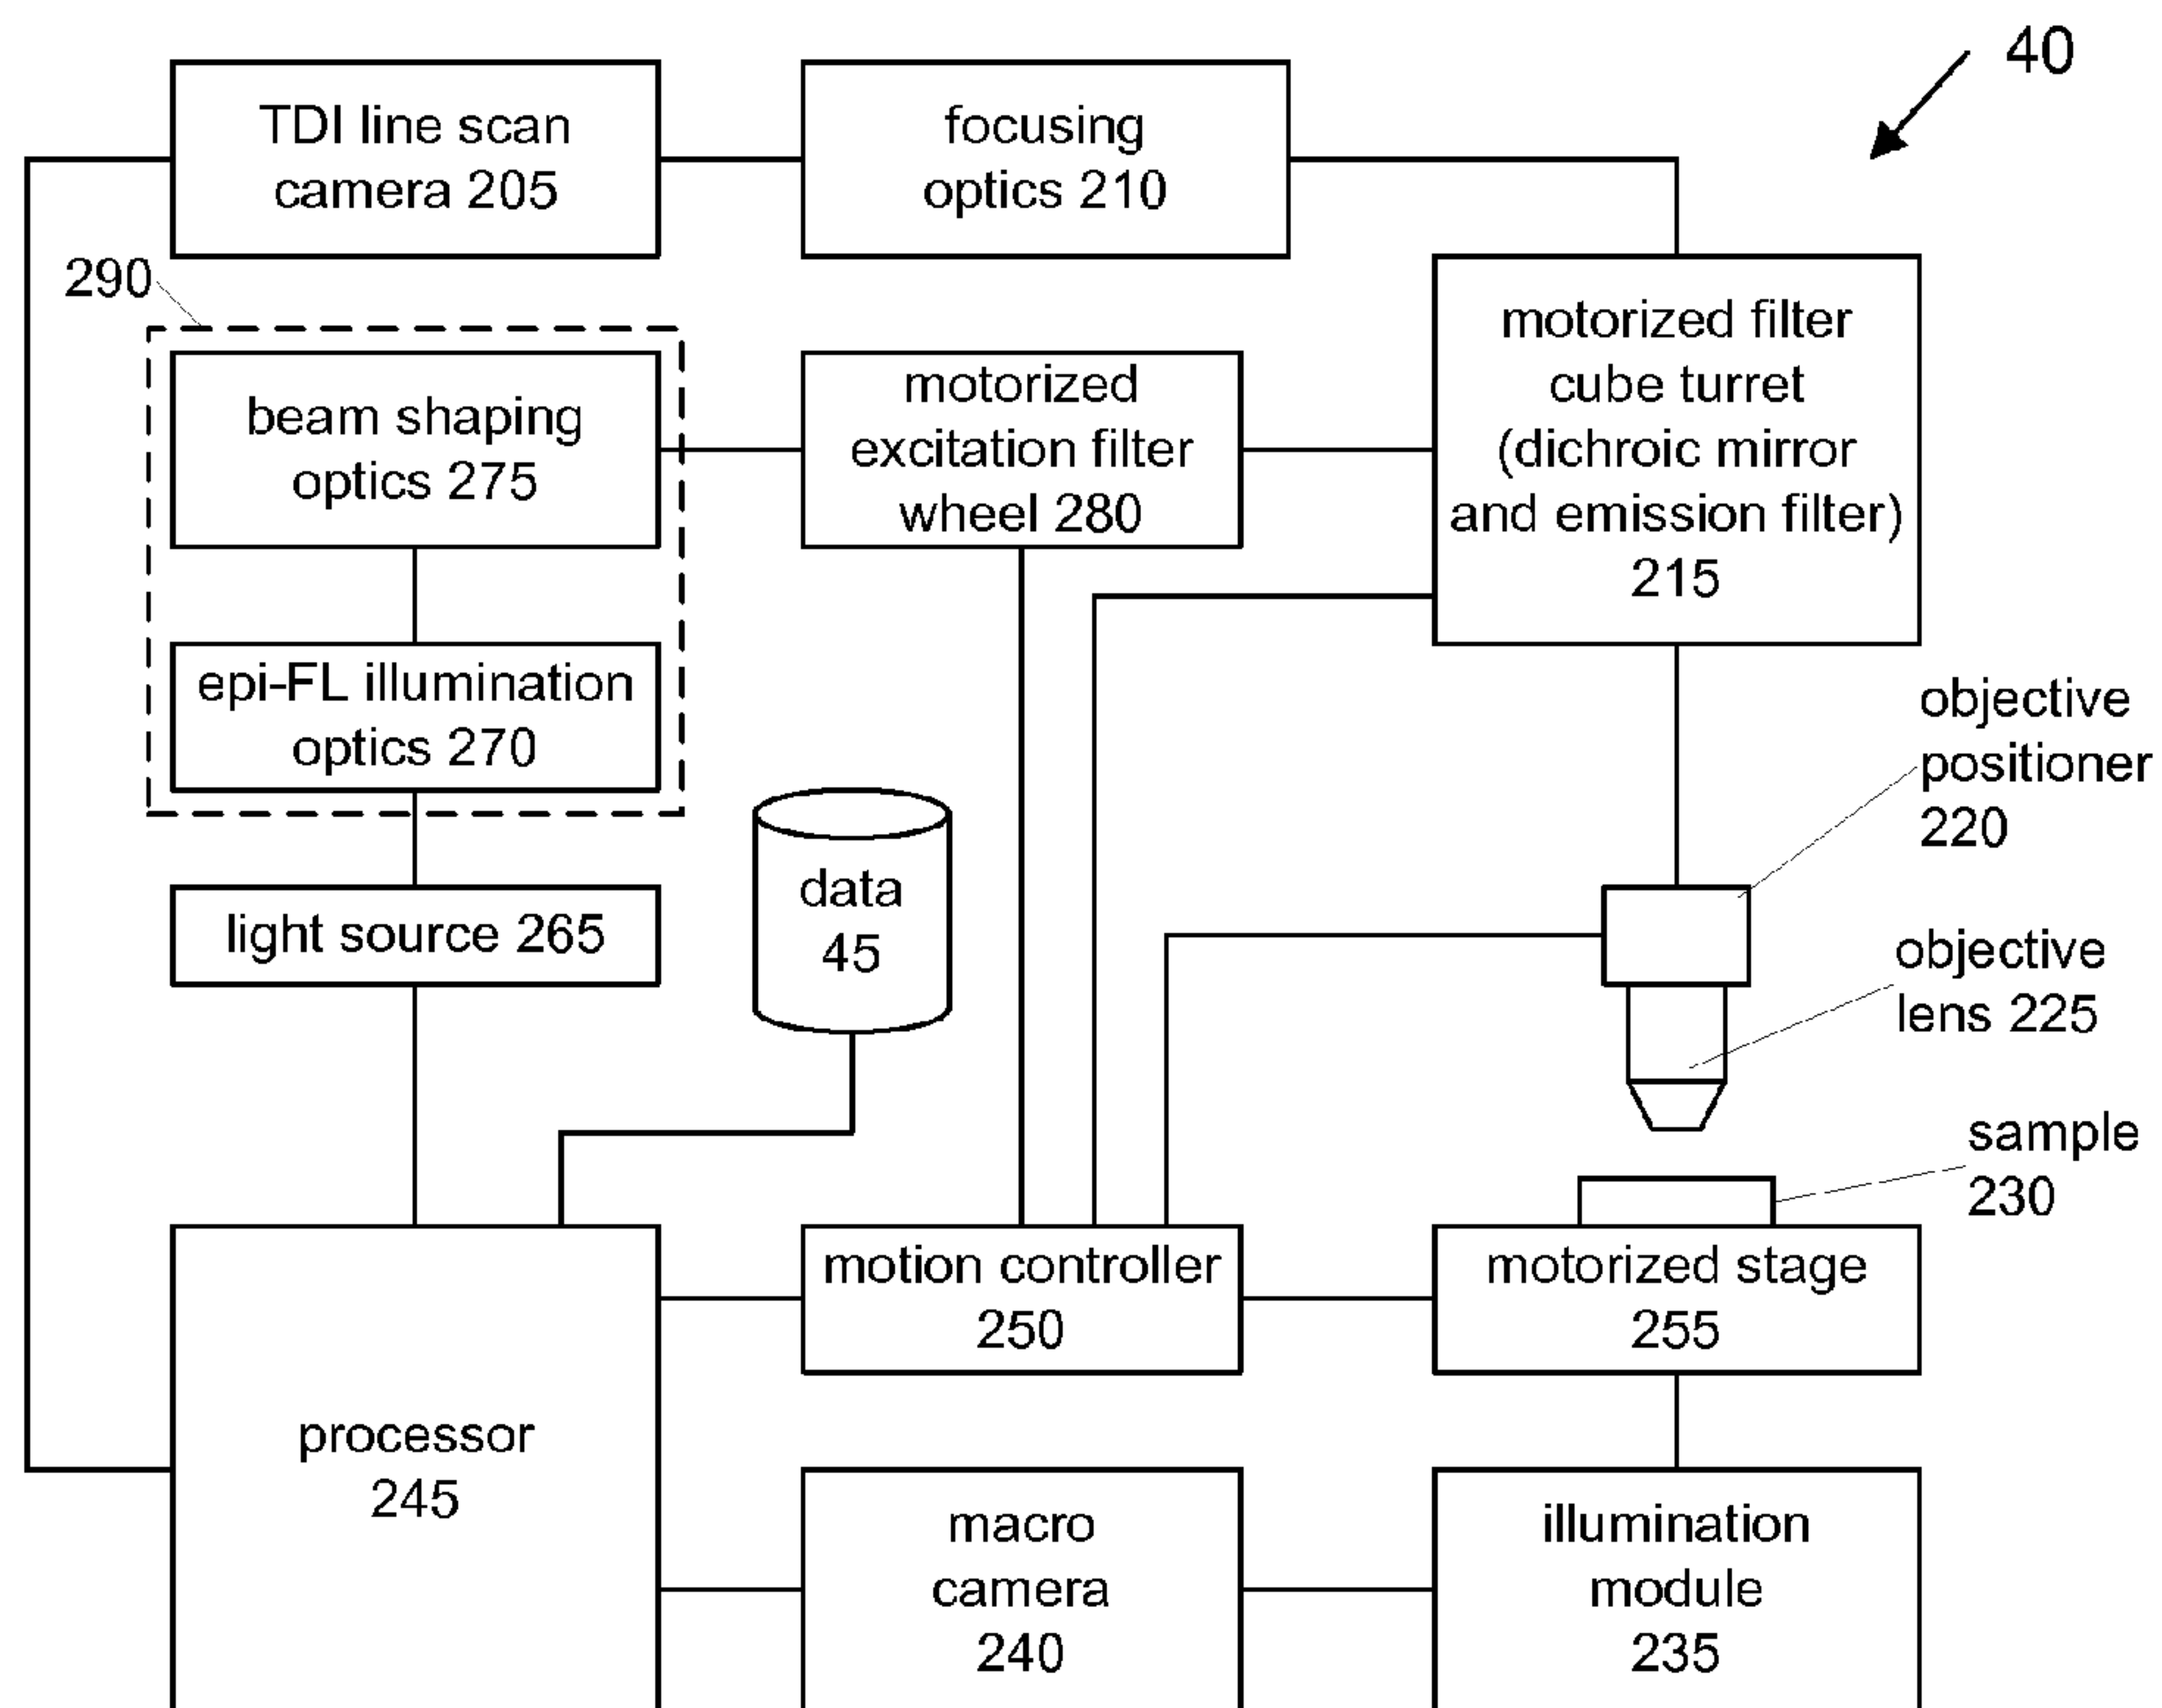 40
TDI line scan
camera 205
focusing
optics 210
290
motorized filter
cube turret
(dichroic mirror
and emission filter)
215
beam shaping
optics 275
motorized
excitation filter
wheel 280
epi-FL illumination
optics 270
objective
positioner
220
data
45
light source 265
objective
lens 225
sample
230
motion controller
250
motorized stage
255
processor
245
macro
camera
240
illumination
module
235